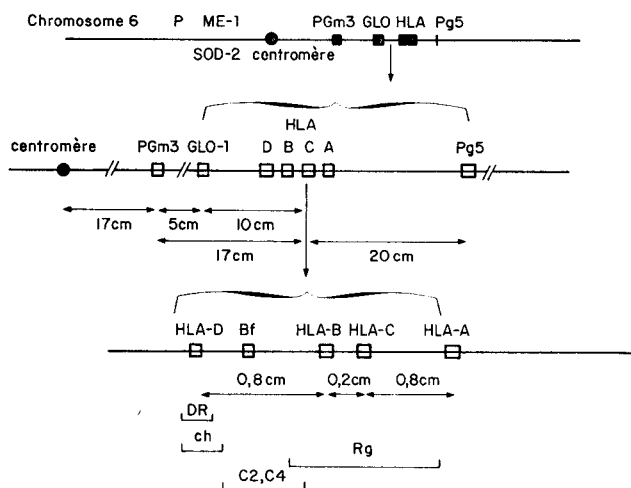 Chromosome 6 P ME-1 PGm3 GLO HLA Pg5
SOD-2 centromère
HLA
centromère PGm3 GLO-1 D B C A Pg5
17cm 5cm 10cm
17cm 20cm
HLA-D Bf HLA-B HLA-C HLA-A
0,8cm 0,2cm 0,8cm
DR
ch
Rg
C2,C4